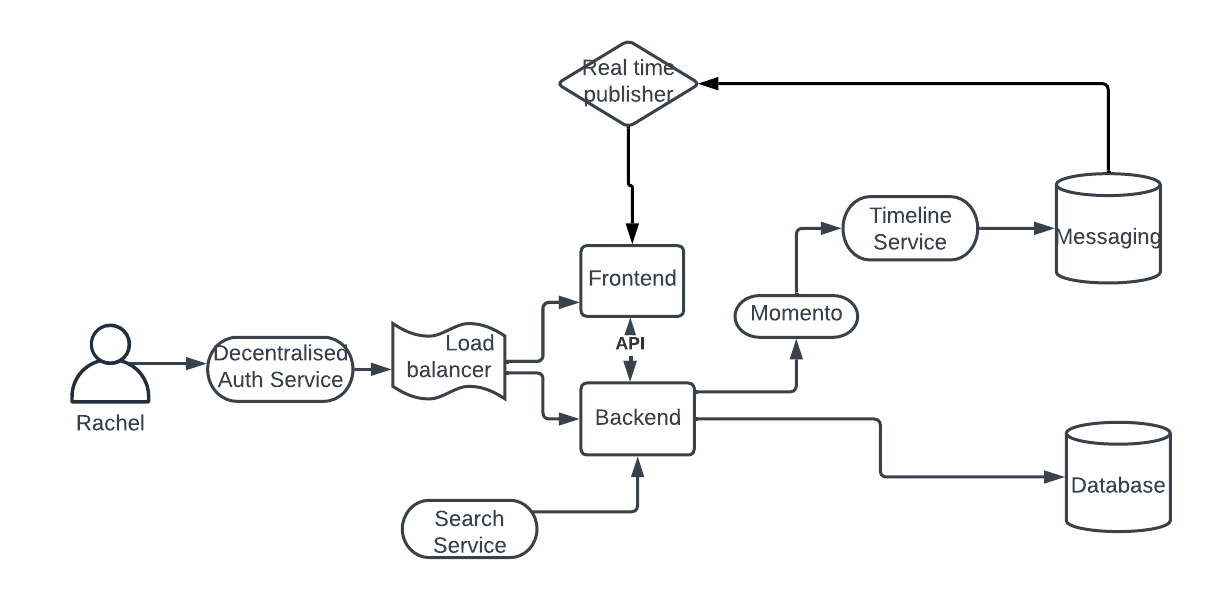 Real time
publisher
Timeline
Service
Messaging
Frontend
Momento
API
Load
balancer
Decentralised
Auth Service
Rachel
Backend
Database
Search
Service